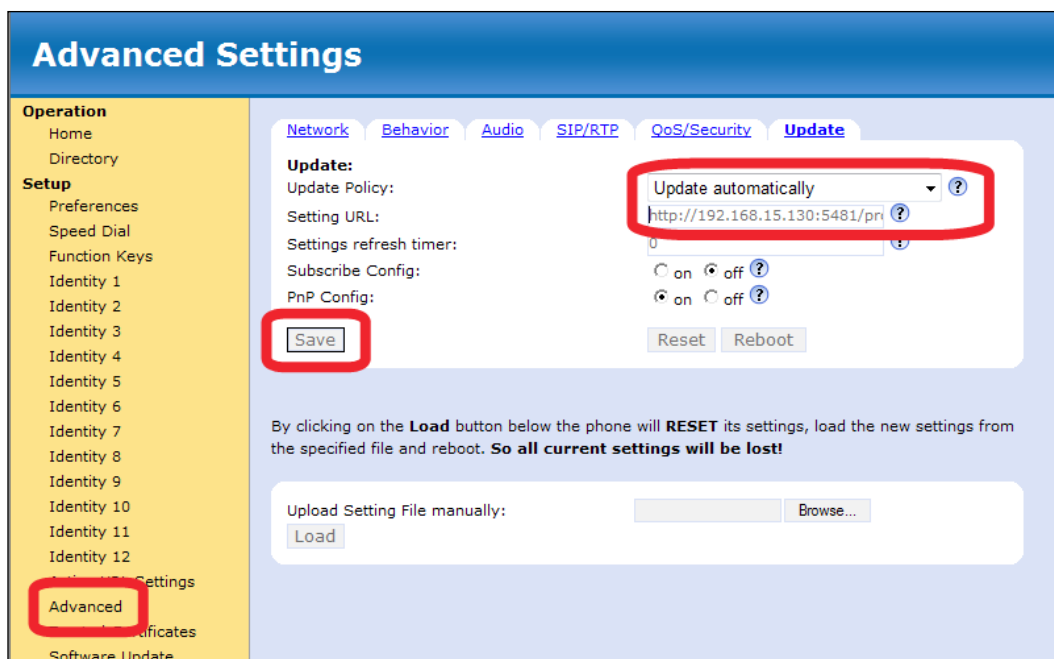 Advanced Settings
Operation
Home
Directory
Setup
Preferences
Speed Dial
Function Keys
Identity 1
Identity 2
Identity 3
Identity 4
Identity 5
Identity 6
Identity 7
Identity 8
Identity 9
Identity 10
Identity 11
Identity 12
Settings
Advanced
Software Update
Network Behavior Audio SIP/RTP QoS/Security Update
Update:
Update Policy: Update automatically ?
Setting URL: http://192.168.15.130:5481/pr ?
Settings refresh timer: 0 ?
Subscribe Config: on off ?
PnP Config: on off ?
Save Reset Reboot
By clicking on the Load button below the phone will RESET its settings, load the new settings from
the specified file and reboot. So all current settings will be lost!
Upload Setting File manually: Browse...
Load